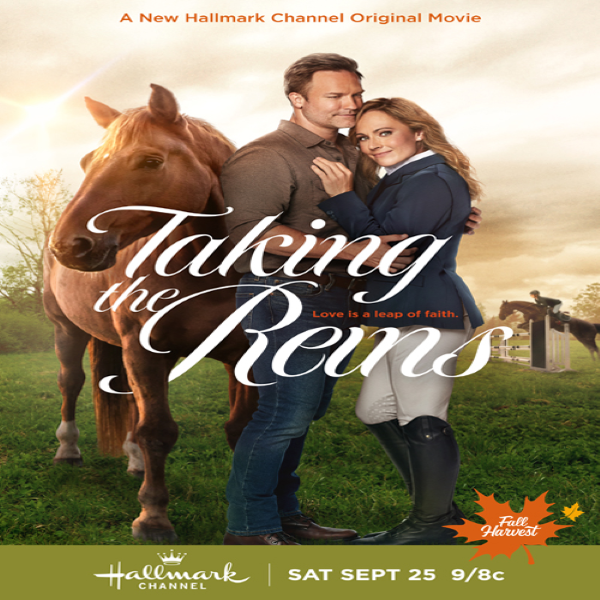 A New Hallmark Channel Original Movie
Taking
the Reins
Love is a leap of faith.
Fall
Harvest
Hallmark
CHANNEL
SAT SEPT 25 9/8c